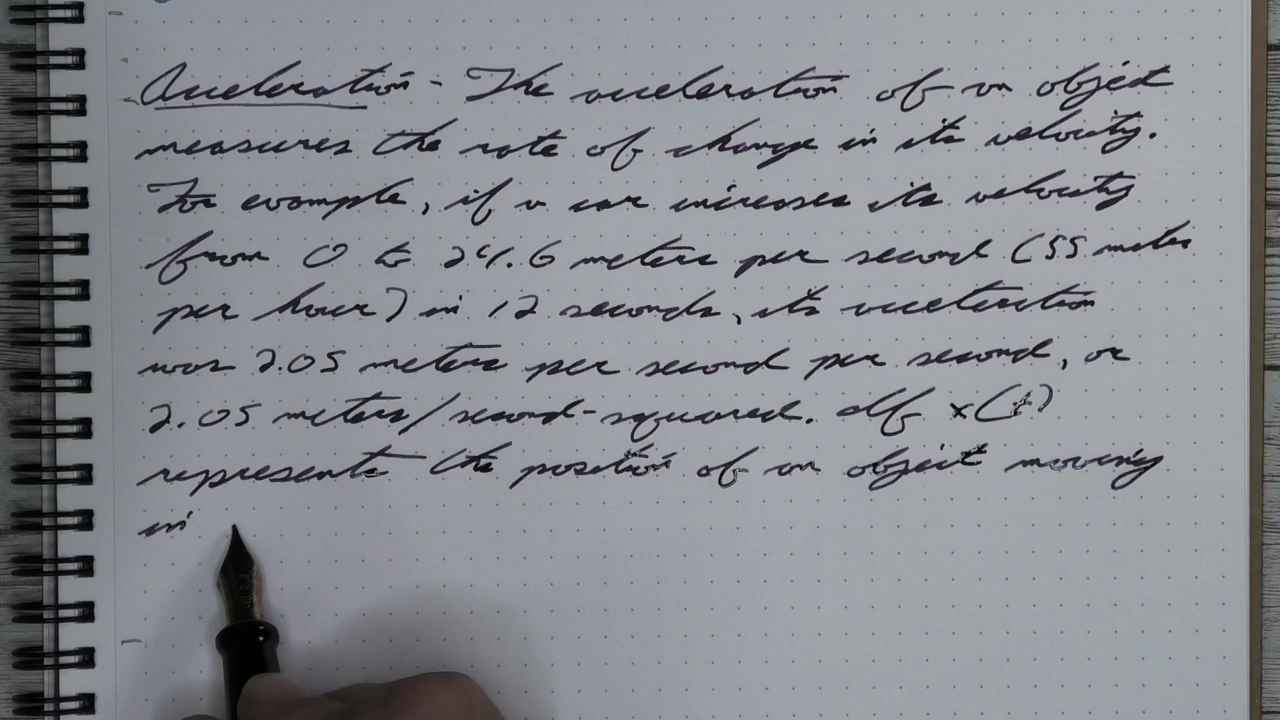 Acceleration - The acceleration of an object
measures the rate of change in its velocity.
For example, if a car increases its velocity
from 0 to 24.6 meters per second (55 meters
per hour) in 12 seconds, its acceleration
was 2.05 meters per second per second, or
2.05 meters/second-squared. If x(t)
represents the position of an object moving
in